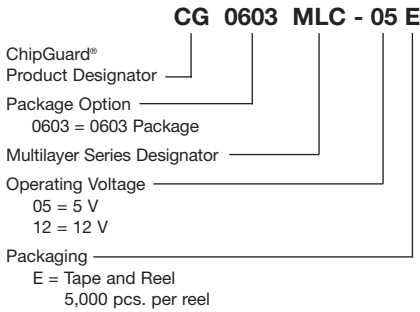 CG 0603 MLC - 05 E
ChipGuard®
Product Designator
Package Option
0603 = 0603 Package
Multilayer Series Designator
Operating Voltage
05 = 5 V
12 = 12 V
Packaging
E = Tape and Reel
5,000 pcs. per reel